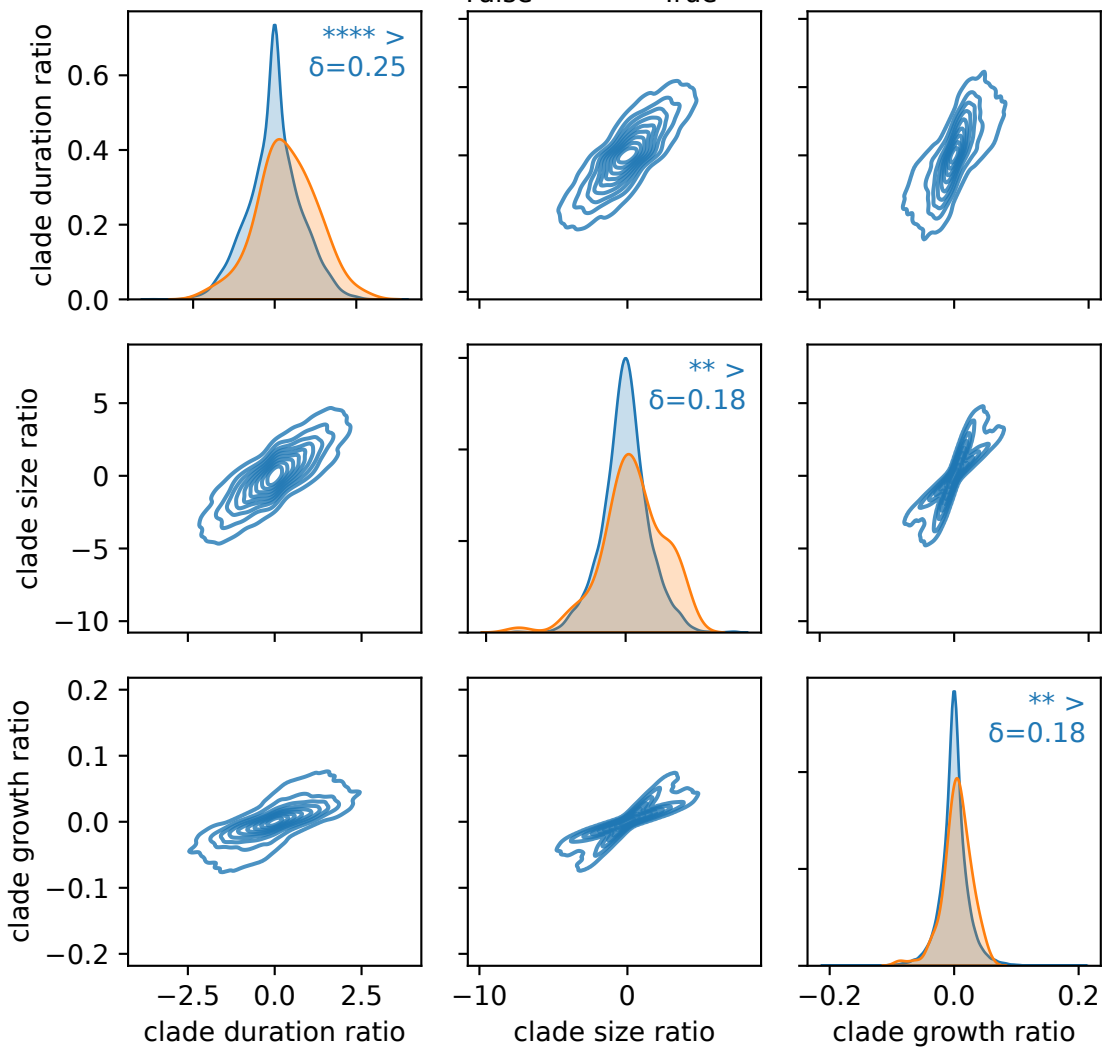 True
clade duration ratio
0.6
0.4
0.2
0.0
**** >
δ=0.25
clade size ratio
5
0
−5
−10
** >
δ=0.18
clade growth ratio
0.2
0.1
0.0
−0.1
−0.2
** >
δ=0.18
−2.5 0.0 2.5
−10 0
−0.2 0.0 0.2
clade duration ratio
clade size ratio
clade growth ratio